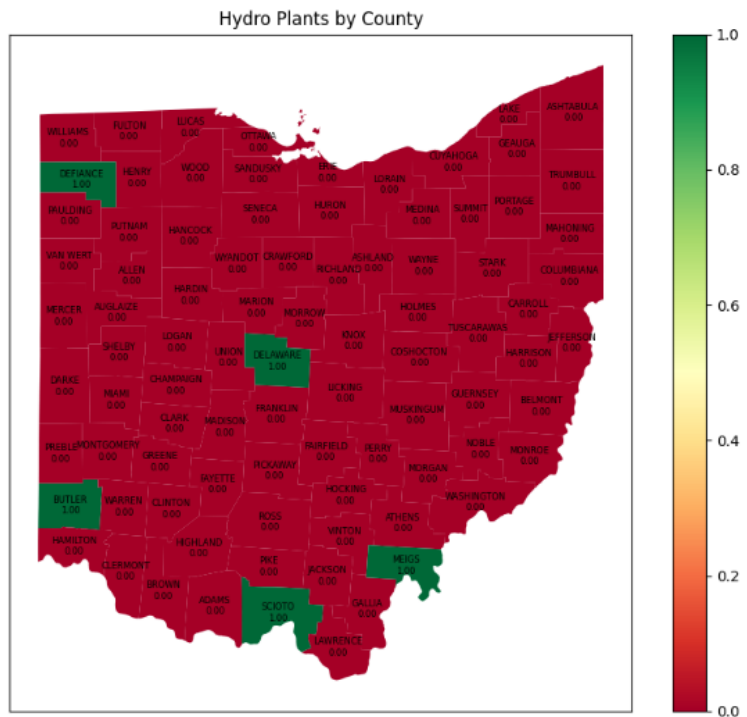 Hydro Plants by County
1.0
0.8
0.6
0.4
0.2
0.0
WILLIAMS
0.00
FULTON
0.00
LUCAS
0.00
OTTAWA
0.00
LAKE
0.00
ASHTABULA
0.00
DEFIANCE
1.00
HENRY
0.00
WOOD
0.00
SANDUSKY
0.00
ERIE
0.00
LORAIN
0.00
CUYAHOGA
0.00
GEAUGA
0.00
TRUMBULL
0.00
PAULDING
0.00
PUTNAM
0.00
HANCOCK
0.00
SENECA
0.00
HURON
0.00
MEDINA
0.00
SUMMIT
0.00
PORTAGE
0.00
MAHONING
0.00
VAN WERT
0.00
ALLEN
0.00
WYANDOT
0.00
CRAWFORD
0.00
RICHLAND
0.00
ASHLAND
0.00
WAYNE
0.00
STARK
0.00
COLUMBIANA
0.00
MERCER
0.00
AUGLAIZE
0.00
HARDIN
0.00
MARION
0.00
MORROW
0.00
HOLMES
0.00
CARROLL
0.00
SHELBY
0.00
LOGAN
0.00
UNION
0.00
DELAWARE
1.00
KNOX
0.00
COSHOCTON
0.00
TUSCARAWAS
0.00
HARRISON
0.00
JEFFERSON
0.00
DARKE
0.00
MIAMI
0.00
CHAMPAIGN
0.00
CLARK
0.00
MADISON
0.00
FRANKLIN
0.00
LICKING
0.00
MUSKINGUM
0.00
GUERNSEY
0.00
BELMONT
0.00
PREBLE
0.00
MONTGOMERY
0.00
GREENE
0.00
FAYETTE
0.00
PICKAWAY
0.00
FAIRFIELD
0.00
PERRY
0.00
MORGAN
0.00
NOBLE
0.00
MONROE
0.00
BUTLER
1.00
WARREN
0.00
CLINTON
0.00
ROSS
0.00
HOCKING
0.00
VINTON
0.00
ATHENS
0.00
WASHINGTON
0.00
HAMILTON
0.00
CLERMONT
0.00
BROWN
0.00
HIGHLAND
0.00
ADAMS
0.00
PIKE
0.00
SCIOTO
1.00
JACKSON
0.00
MEIGS
1.00
GALLIA
0.00
LAWRENCE
0.00